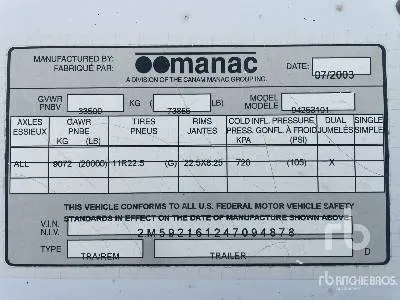 MANUFACTURED BY:
FABRIQUÉ PAR:
manac
A DIVISION OF THE CANAM MANAC GROUP INC.
DATE: 07/2003
GVWR
PNBV 33500 KG ( 73855 LB)
MODEL
MODELE 94253101
AXLES
ESSIEUX
GAWR
PNBE
KG (LB)
TIRES
PNEUS
RIMS
JANTES
COLD INFL. PRESSURE
PRESS. GONFL. À FROID
KPA (PSI)
DUAL
JUMELÉS
SINGLE
SIMPLE
ALL 9072 (20000) 11R22.5 (G) 22.5X8.25 720 (105) X
THIS VEHICLE CONFORMS TO ALL U.S. FEDERAL MOTOR VEHICLE SAFETY
STANDARDS IN EFFECT ON THE DATE OF MANUFACTURE SHOWN ABOVE.
V.I.N.
N.I.V. 2M592161247094878
TYPE TRA/REM TRAILER D
rb
RITCHIE BROS.